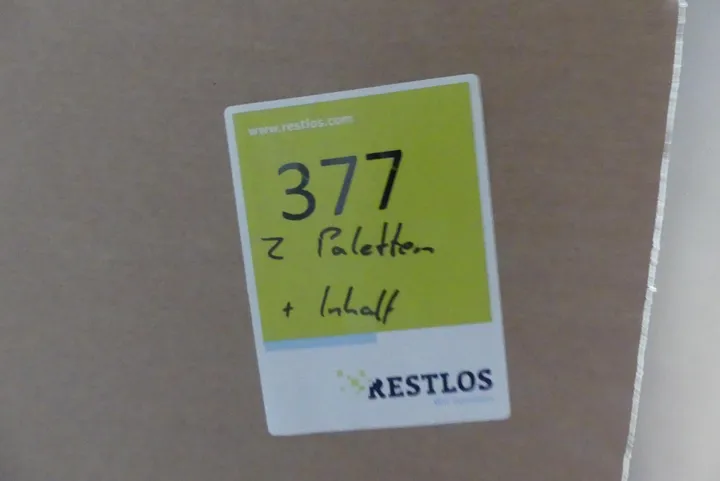 www.restlos.com
377
2 Paletten
+ Inhalt
RESTLOS